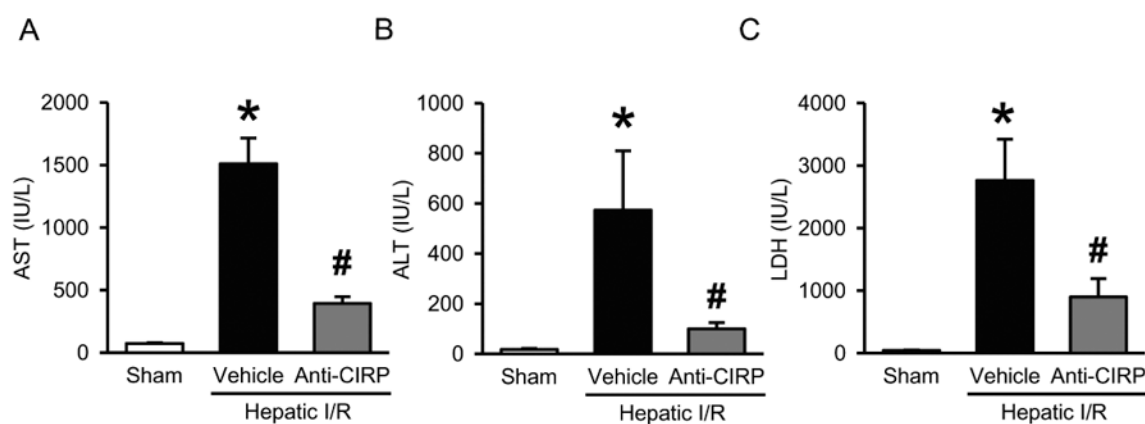 A
AST (IU/L)
2000
1500
1000
500
0
*
#
Sham
Vehicle
Anti-CIRP
Hepatic I/R
B
ALT (IU/L)
1000
800
600
400
200
0
*
#
Sham
Vehicle
Anti-CIRP
Hepatic I/R
C
LDH (IU/L)
4000
3000
2000
1000
0
*
#
Sham
Vehicle
Anti-CIRP
Hepatic I/R